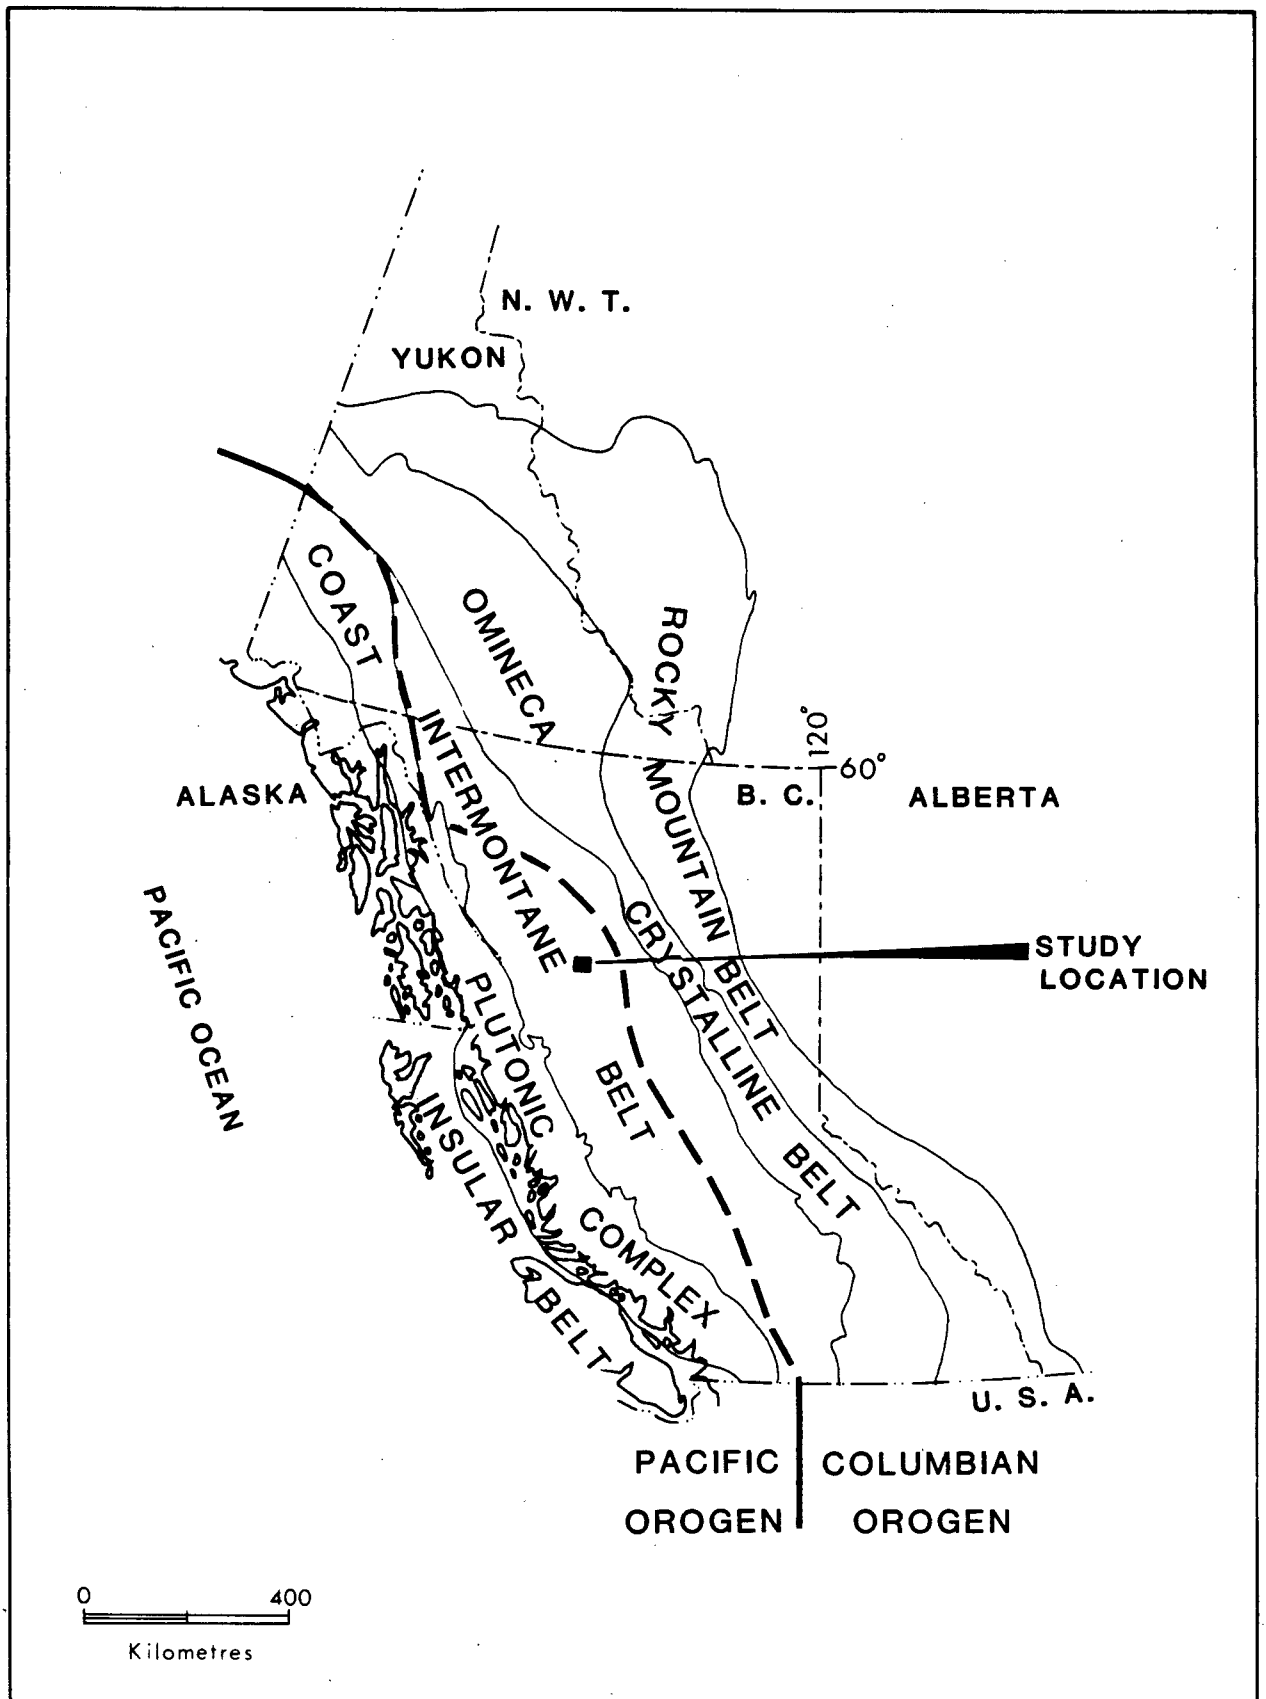 N. W. T.
YUKON
COAST
OMINECA
ROCKY
INTERMONTANE
120°
60°
MOUNTAIN
B. C.
ALBERTA
ALASKA
PACIFIC OCEAN
CRYSTALLINE
BELT
STUDY
LOCATION
PLUTONIC
BELT
INSULAR
BELT
COMPLEX
BELT
U. S. A.
PACIFIC
OROGEN
COLUMBIAN
OROGEN
0 400
Kilometres